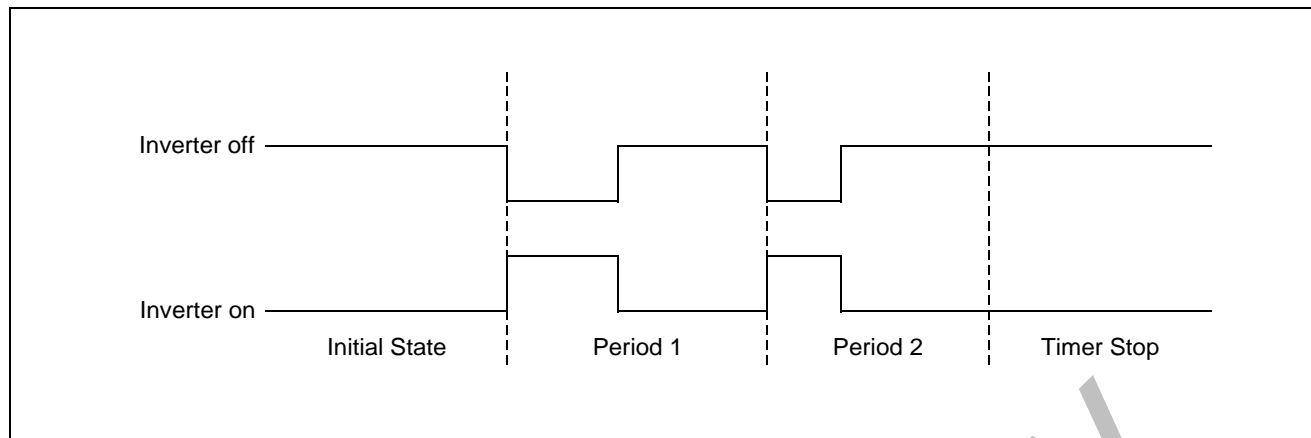 Inverter off
Inverter on
Initial State Period 1 Period 2 Timer Stop